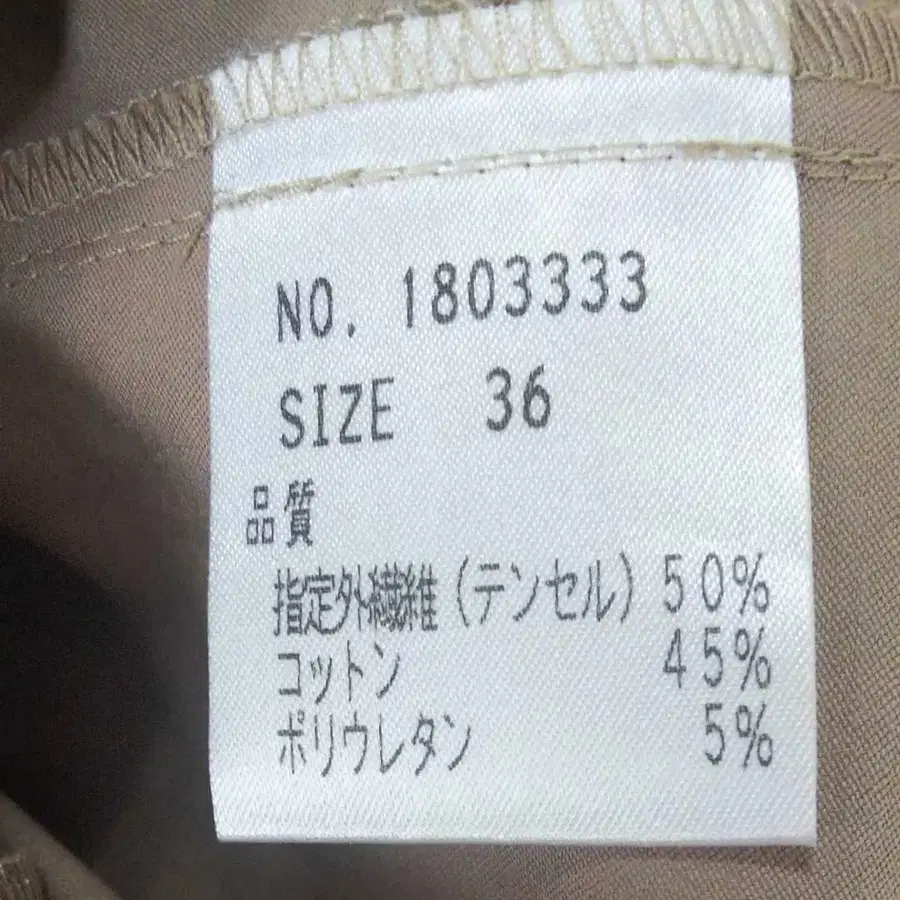 NO. 1803333
SIZE 36
品質
指定外繊維(テンセル) 50%
コットン 45%
ポリウレタン 5%